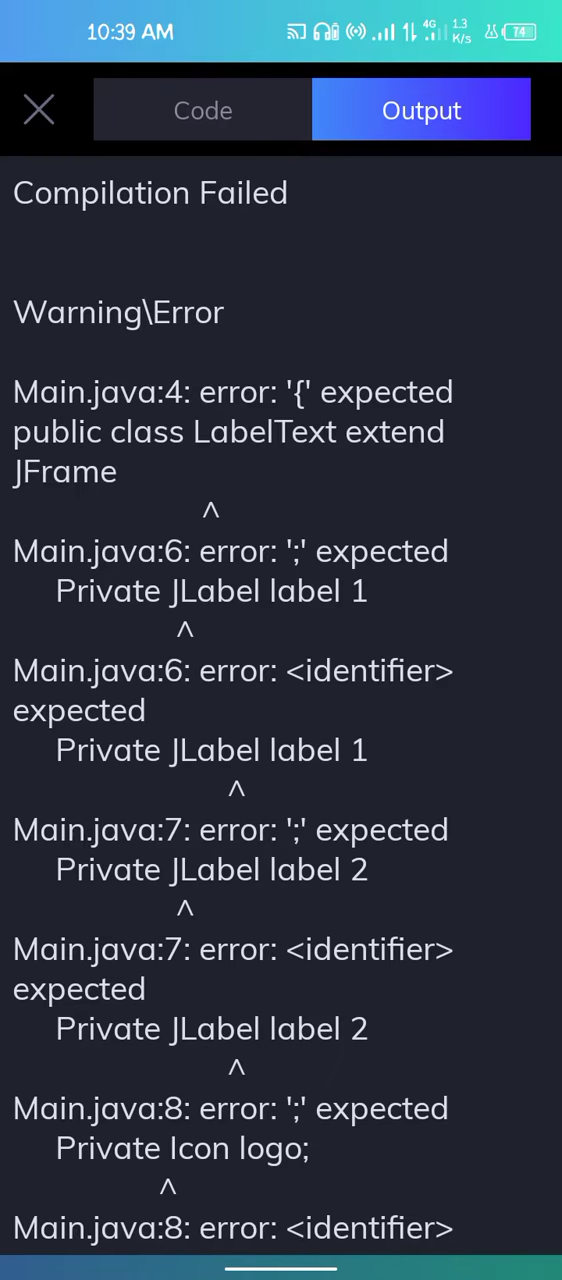 10:39 AM
4G
1.3
K/s
74
Code
Output
Compilation Failed
Warning\Error
Main.java:4: error: '{' expected
public class LabelText extend
JFrame
^
Main.java:6: error: ';' expected
Private JLabel label 1
^
Main.java:6: error: <identifier>
expected
Private JLabel label 1
^
Main.java:7: error: ';' expected
Private JLabel label 2
^
Main.java:7: error: <identifier>
expected
Private JLabel label 2
^
Main.java:8: error: ';' expected
Private Icon logo;
^
Main.java:8: error: <identifier>